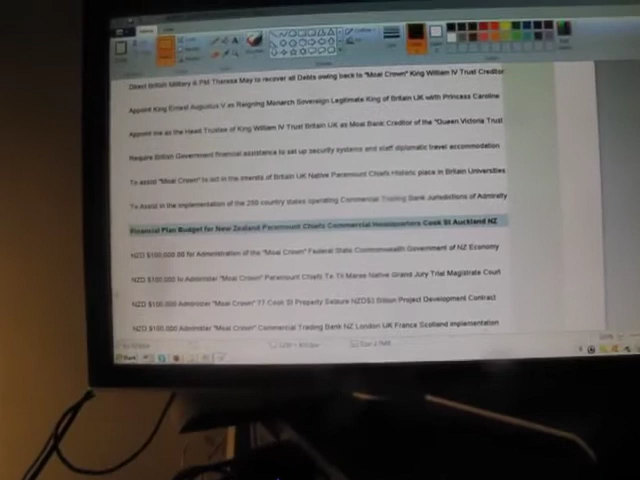 Direct British Military & PM Theresa May to recover all Debts owing back to "Moai Crown" King William IV Trust Creditor
Appoint King Ernest Augustus V as Reigning Monarch Sovereign Legitimate King of Britain UK with Princess Caroline
Appoint me as the Head Trustee of King William IV Trust Britain UK as Moai Bank Creditor of the "Queen Victoria Trust
Require British Government financial assistance to set up security systems and staff diplomatic travel accommodation
To assist "Moai Crown" to act in the interests of Britain UK Native Paramount Chiefs Historic place in Britain Universities
To Assist in the implementation of the 250 country states operating Commercial Trading Bank Jurisdictions of Admiralty
Financial Plan Budget for New Zealand Paramount Chiefs Commercial Headquarters Cook St Auckland NZ
NZD $100,000.00 for Administration of the "Moai Crown" Federal State Commonwealth Government of NZ Economy
NZD $100,000 to Administer "Moai Crown" Paramount Chiefs Te Tii Marae Native Grand Jury Trial Magistrate Court
NZD $100,000 Administer "Moai Crown" 77 Cook St Property Seizure NZD$3 Billion Project Development Contract
NZD $100,000 Administer "Moai Crown" Commercial Trading Bank NZ London UK France Scotland implementation